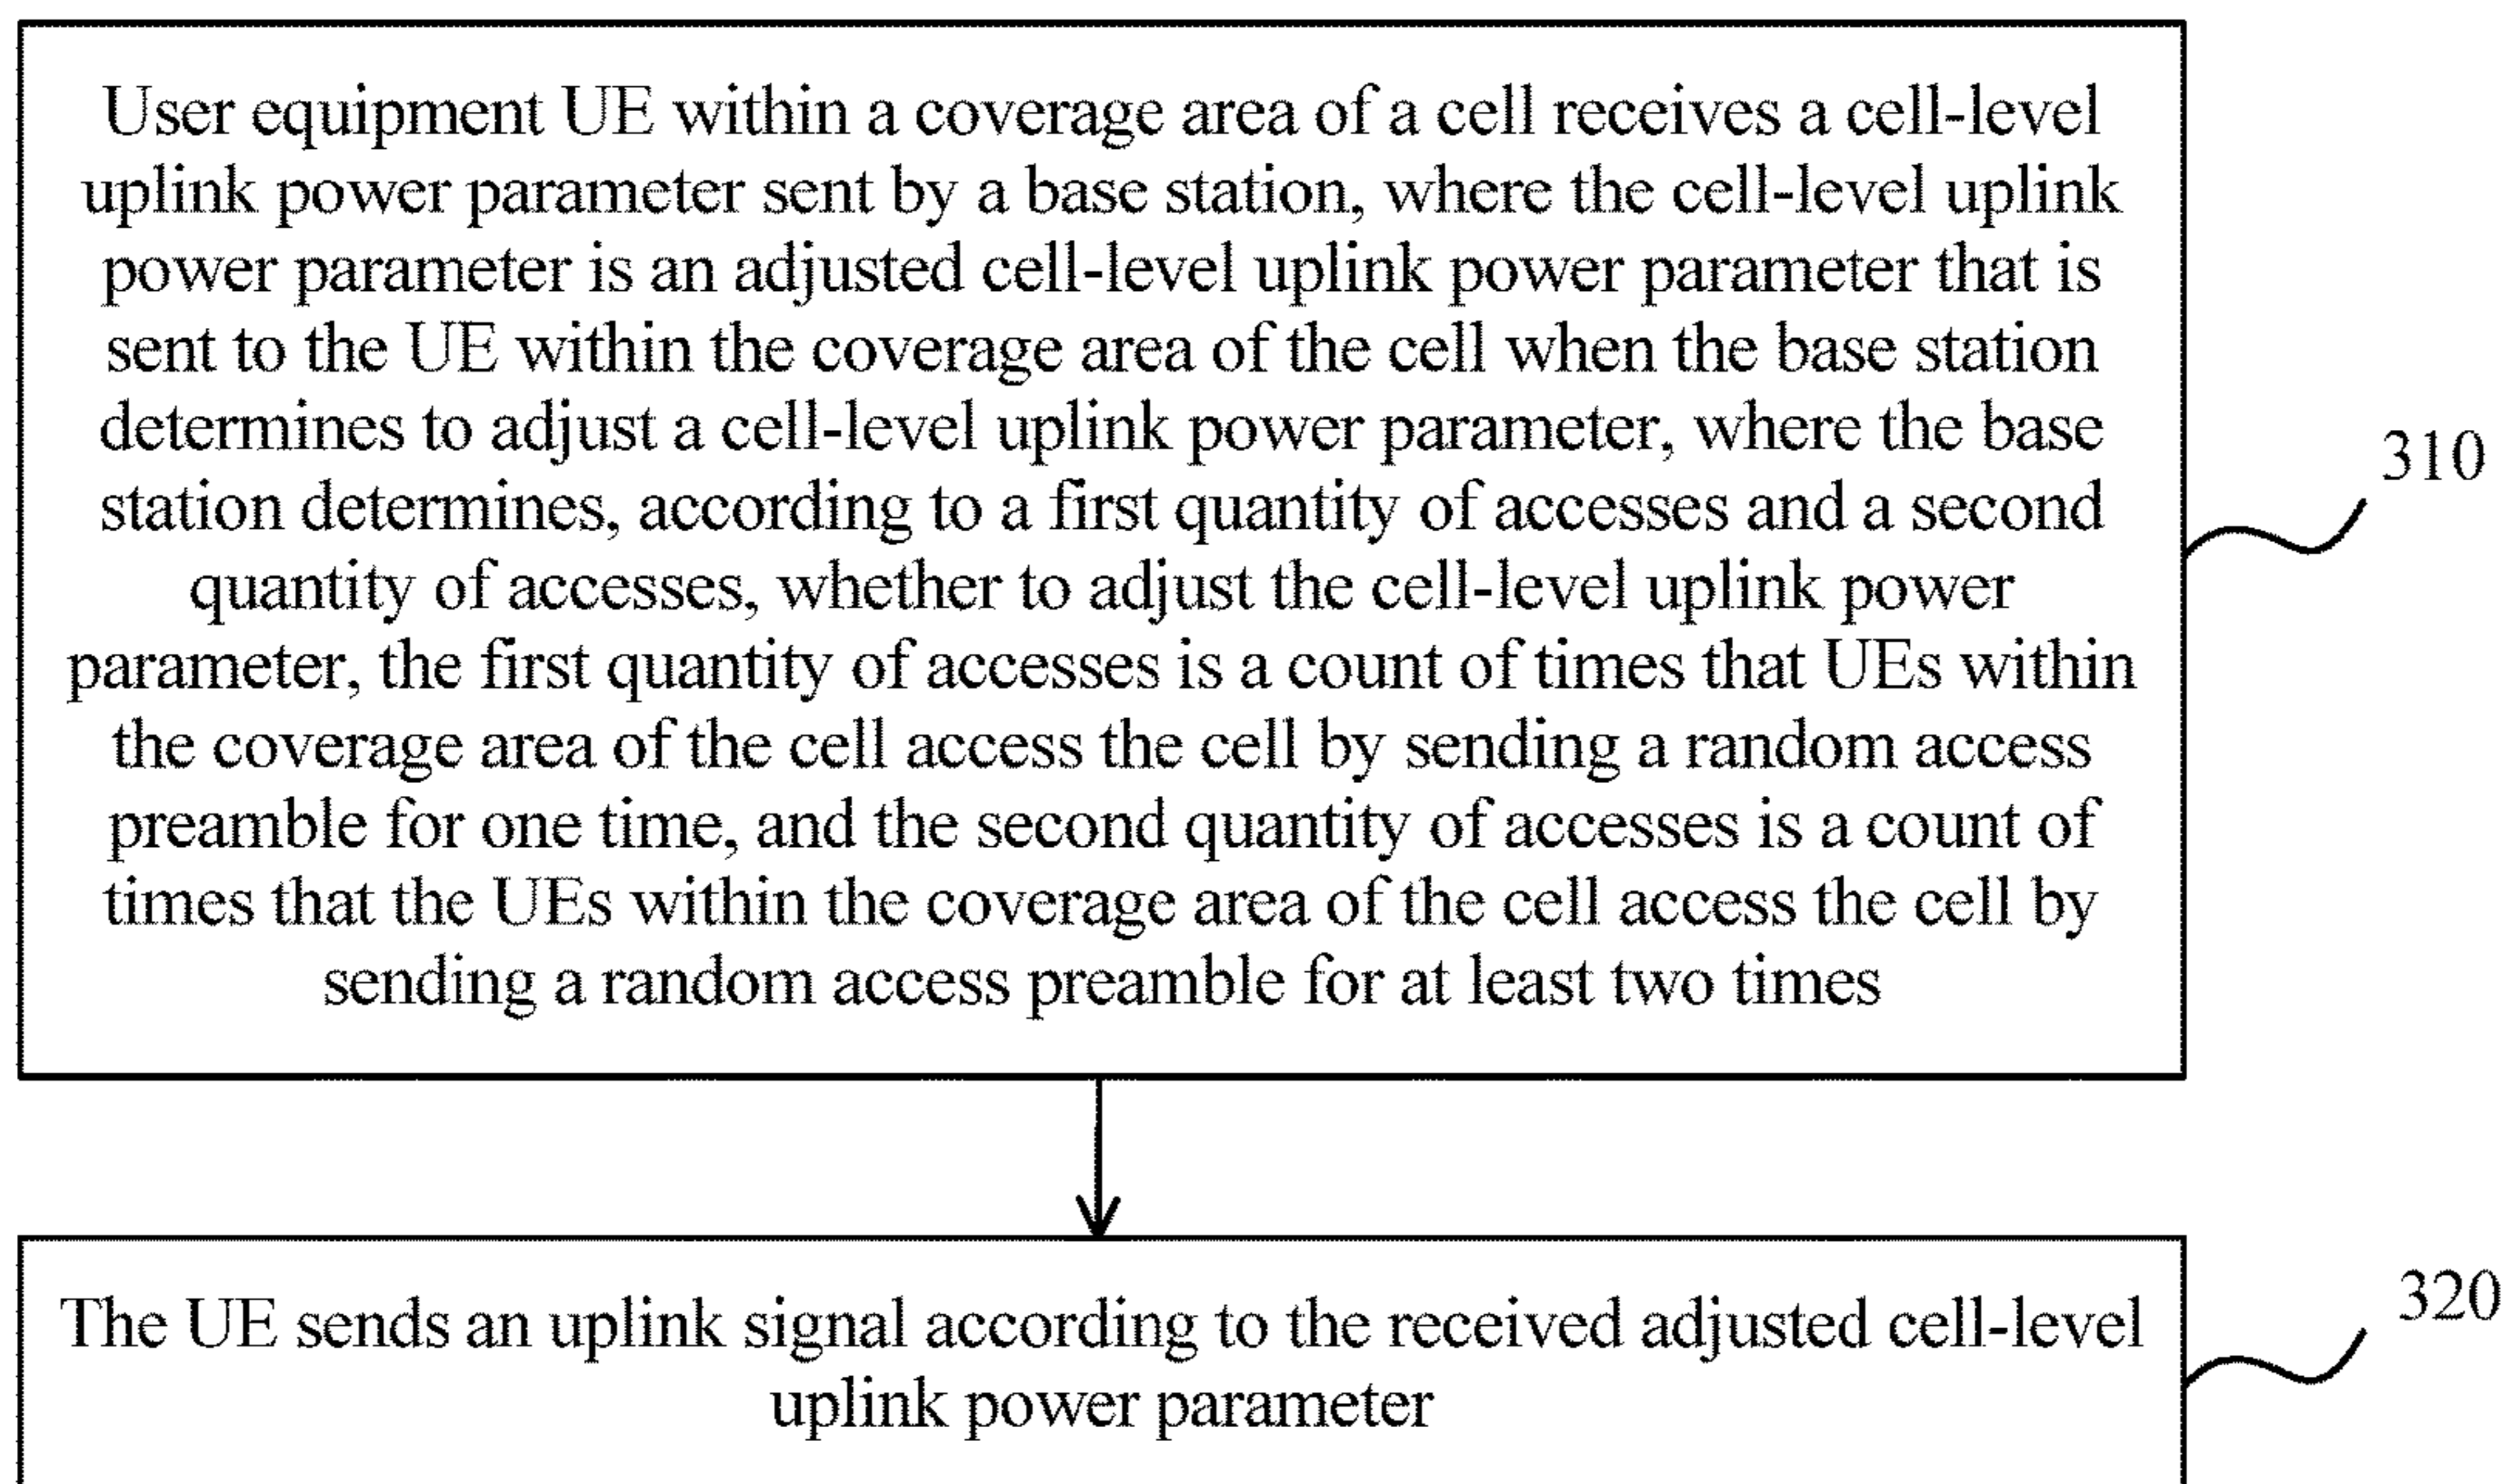 User equipment UE within a coverage area of a cell receives a cell-level
uplink power parameter sent by a base station, where the cell-level uplink
power parameter is an adjusted cell-level uplink power parameter that is
sent to the UE within the coverage area of the cell when the base station
determines to adjust a cell-level uplink power parameter, where the base
station determines, according to a first quantity of accesses and a second
quantity of accesses, whether to adjust the cell-level uplink power
parameter, the first quantity of accesses is a count of times that UEs within
the coverage area of the cell access the cell by sending a random access
preamble for one time, and the second quantity of accesses is a count of
times that the UEs within the coverage area of the cell access the cell by
sending a random access preamble for at least two times
310
The UE sends an uplink signal according to the received adjusted cell-level
uplink power parameter
320